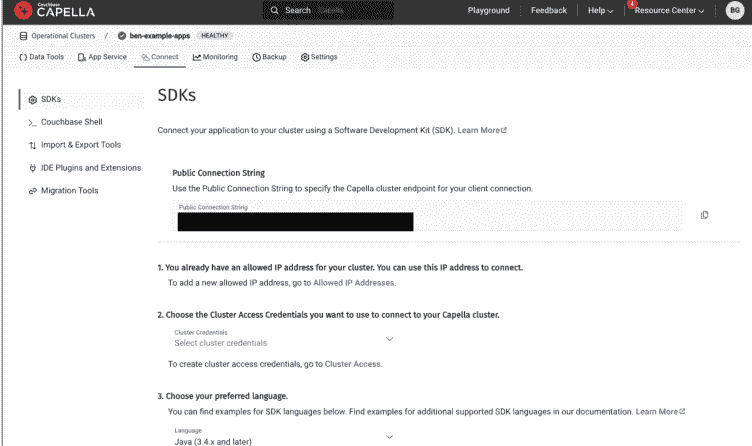 Couchbase
CAPELLA
Search Capella
Playground
Feedback
Help
4
Resource Center
BG
Operational Clusters / ben-example-apps HEALTHY
Data Tools
App Service
Connect
Monitoring
Backup
Settings
SDKs
Couchbase Shell
Import & Export Tools
IDE Plugins and Extensions
Migration Tools
SDKs
Connect your application to your cluster using a Software Development Kit (SDK). Learn More
Public Connection String
Use the Public Connection String to specify the Capella cluster endpoint for your client connection.
Public Connection String
1. You already have an allowed IP address for your cluster. You can use this IP address to connect.
To add a new allowed IP address, go to Allowed IP Addresses.
2. Choose the Cluster Access Credentials you want to use to connect to your Capella cluster.
Cluster Credentials
Select cluster credentials
To create cluster access credentials, go to Cluster Access.
3. Choose your preferred language.
You can find examples for SDK languages below. Find examples for additional supported SDK languages in our documentation. Learn More
Language
Java (3.4.x and later)